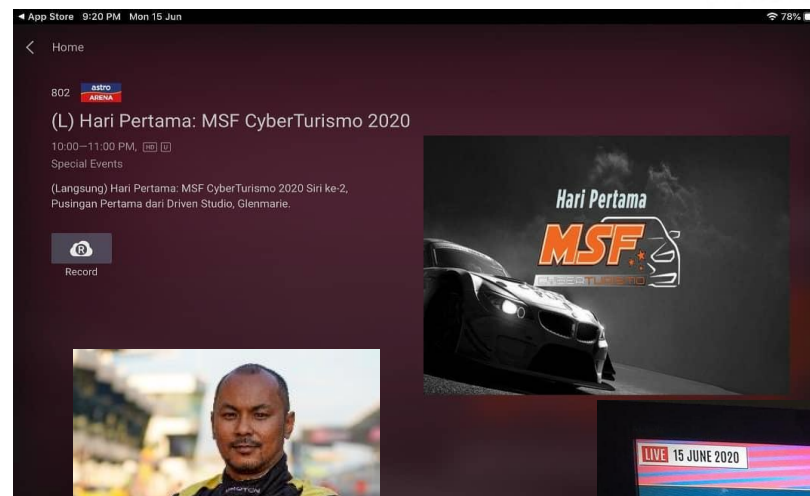 ◀ App Store 9:20 PM Mon 15 Jun
78%
Home
802 astro ARENA
(L) Hari Pertama: MSF CyberTurismo 2020
10:00–11:00 PM, HD U
Special Events
(Langsung) Hari Pertama: MSF CyberTurismo 2020 Siri ke-2,
Pusingan Pertama dari Driven Studio, Glenmarie.
R
Record
Hari Pertama
MSF
CYBERTURISMO
PROTON
LIVE 15 JUNE 2020